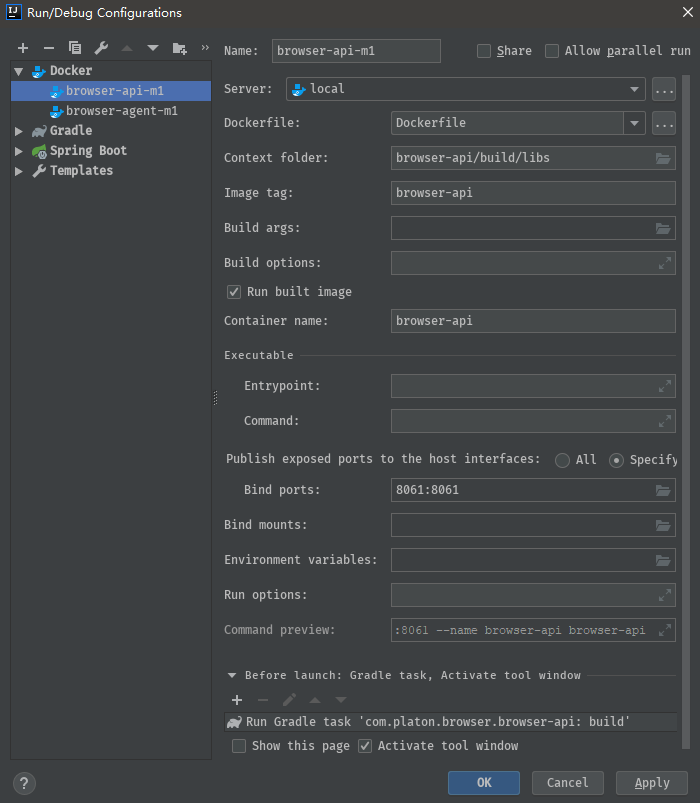 Run/Debug Configurations
Name: browser-api-m1 Share Allow parallel run
Docker
browser-api-m1
browser-agent-m1
Gradle
Spring Boot
Templates
Server: local ...
Dockerfile: Dockerfile ...
Context folder: browser-api/build/libs
Image tag: browser-api
Build args:
Build options:
Run built image
Container name: browser-api
Executable
Entrypoint:
Command:
Publish exposed ports to the host interfaces: All Specify
Bind ports: 8061:8061
Bind mounts:
Environment variables:
Run options:
Command preview: :8061 --name browser-api browser-api
Before launch: Gradle task, Activate tool window
Run Gradle task 'com.platon.browser.browser-api: build'
Show this page Activate tool window
? OK Cancel Apply